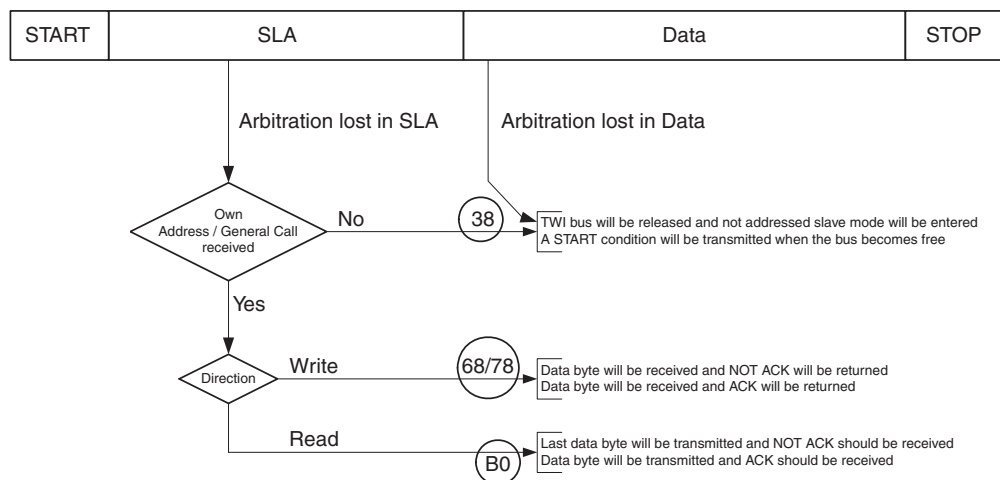 START SLA Data STOP
Arbitration lost in SLA Arbitration lost in Data
Own
Address / General Call
received
No
38
TWI bus will be released and not addressed slave mode will be entered
A START condition will be transmitted when the bus becomes free
Yes
Direction
Write
68/78
Data byte will be received and NOT ACK will be returned
Data byte will be received and ACK will be returned
Read
B0
Last data byte will be transmitted and NOT ACK should be received
Data byte will be transmitted and ACK should be received